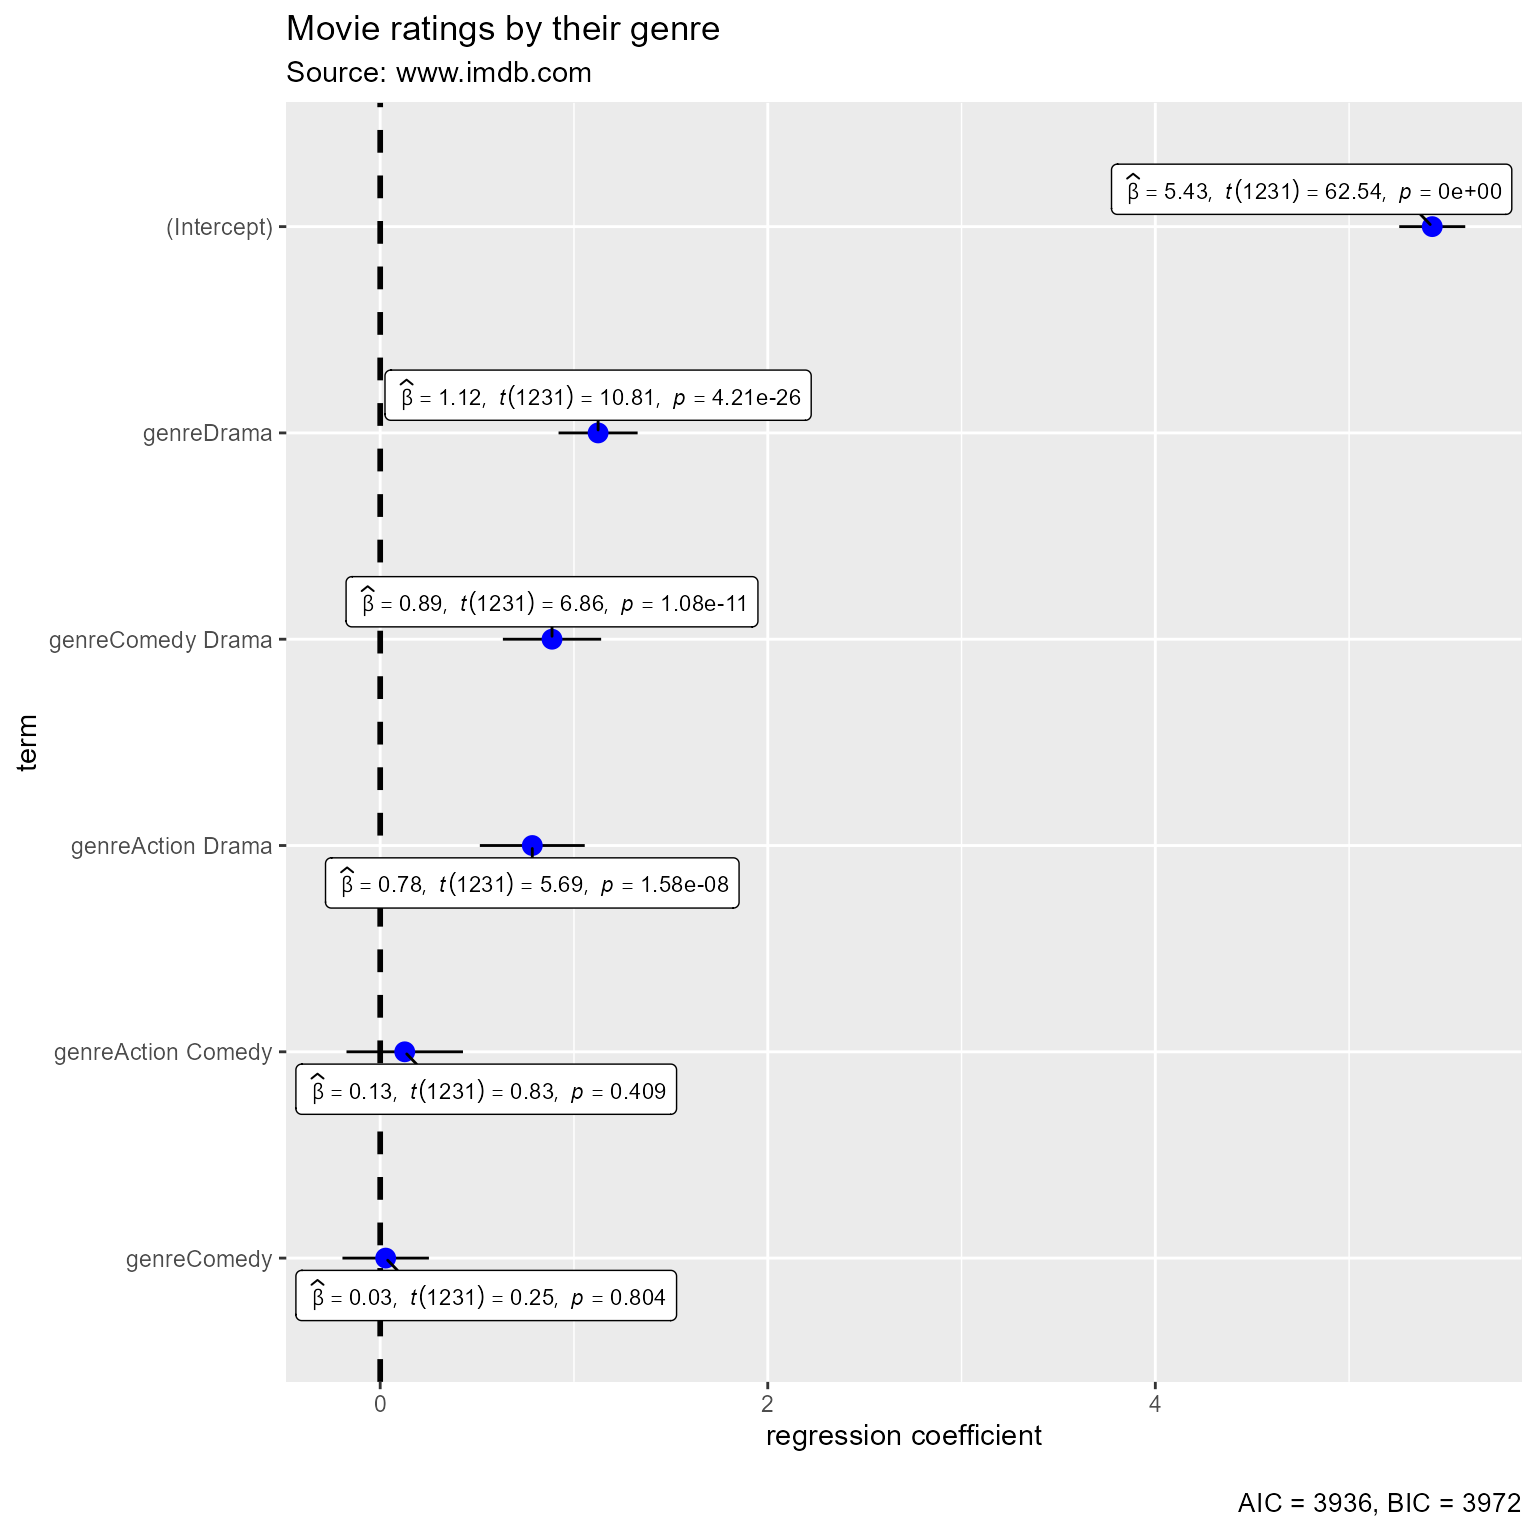 Movie ratings by their genre
Source: www.imdb.com
(Intercept)
β̂ = 5.43, t(1231) = 62.54, p = 0e+00
genreDrama
β̂ = 1.12, t(1231) = 10.81, p = 4.21e-26
genreComedy Drama
β̂ = 0.89, t(1231) = 6.86, p = 1.08e-11
genreAction Drama
β̂ = 0.78, t(1231) = 5.69, p = 1.58e-08
genreAction Comedy
β̂ = 0.13, t(1231) = 0.83, p = 0.409
genreComedy
β̂ = 0.03, t(1231) = 0.25, p = 0.804
term
0 2 4
regression coefficient
AIC = 3936, BIC = 3972